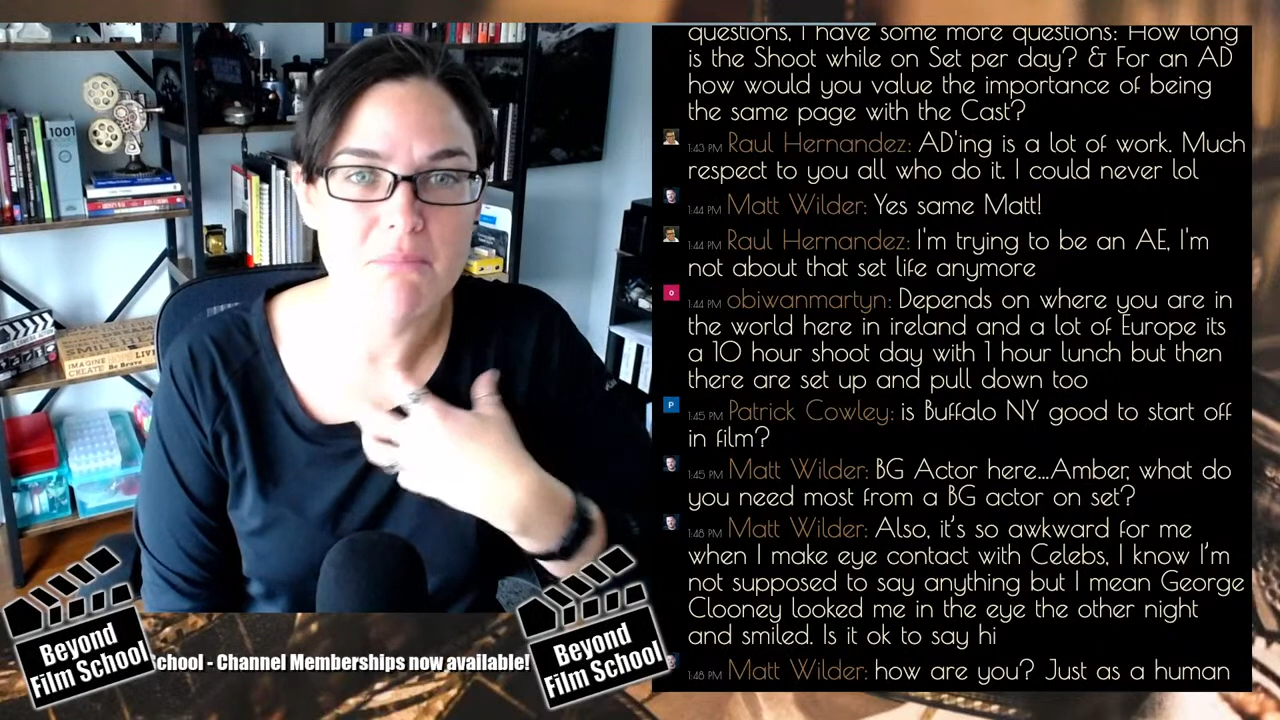 questions, I have some more questions: How long
is the Shoot while on Set per day? & For an AD
how would you value the importance of being
the same page with the Cast?
1:43 PM Raul Hernandez: AD'ing is a lot of work. Much
respect to you all who do it. I could never lol
1:44 PM Matt Wilder: Yes same Matt!
1:44 PM Raul Hernandez: I'm trying to be an AE, I'm
not about that set life anymore
o
1:44 PM obiwanmartyn: Depends on where you are in
the world here in ireland and a lot of Europe its
a 10 hour shoot day with 1 hour lunch but then
there are set up and pull down too
P
1:45 PM Patrick Cowley: is Buffalo NY good to start off
in film?
1:45 PM Matt Wilder: BG Actor here...Amber, what do
you need most from a BG actor on set?
1:48 PM Matt Wilder: Also, it's so awkward for me
when I make eye contact with Celebs, I know I'm
not supposed to say anything but I mean George
Clooney looked me in the eye the other night
and smiled. Is it ok to say hi
1:48 PM Matt Wilder: how are you? Just as a human
1001
IMAGINE HOPE LIVE
CREATE Be Brave
Beyond
Film School
chool - Channel Memberships now available!
Beyond
Film School